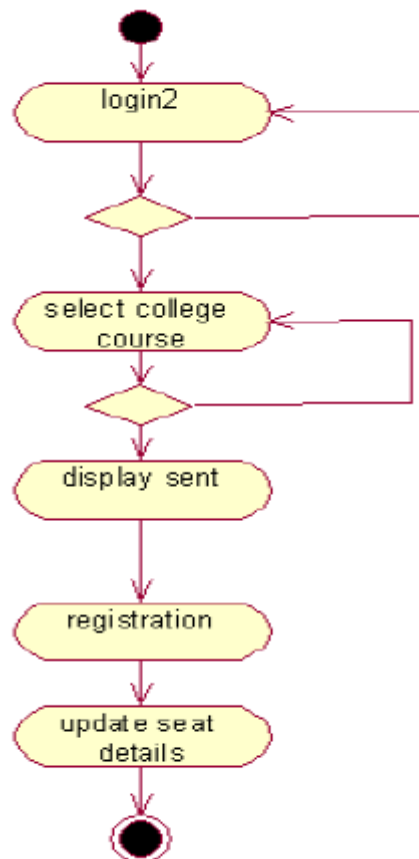 login2
select college
course
display sent
registration
update seat
details